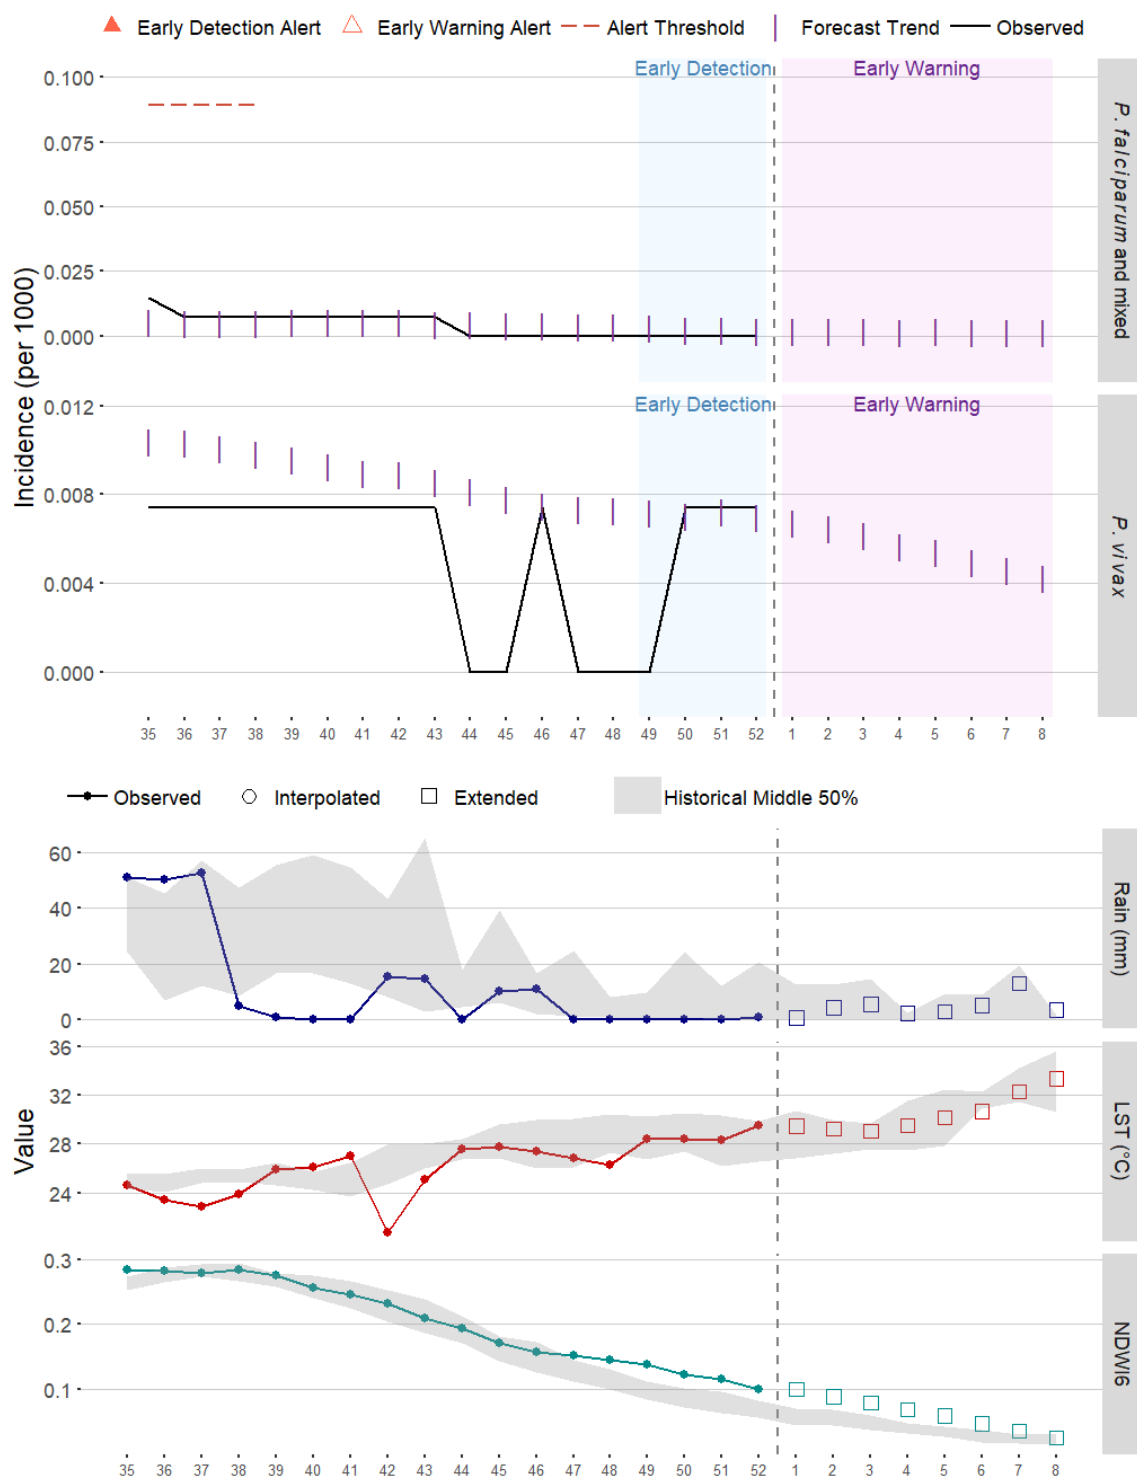 Early Detection Alert Early Warning Alert Alert Threshold Forecast Trend Observed
Early Detection Early Warning
0.100
0.075
0.050
0.025
0.000
P. falciparum and mixed
Incidence (per 1000)
Early Detection Early Warning
0.012
0.008
0.004
0.000
P. vivax
35 36 37 38 39 40 41 42 43 44 45 46 47 48 49 50 51 52 1 2 3 4 5 6 7 8
Observed Interpolated Extended Historical Middle 50%
60
40
20
0
Rain (mm)
Value
36
32
28
24
LST (°C)
0.3
0.2
0.1
NDWI6
35 36 37 38 39 40 41 42 43 44 45 46 47 48 49 50 51 52 1 2 3 4 5 6 7 8